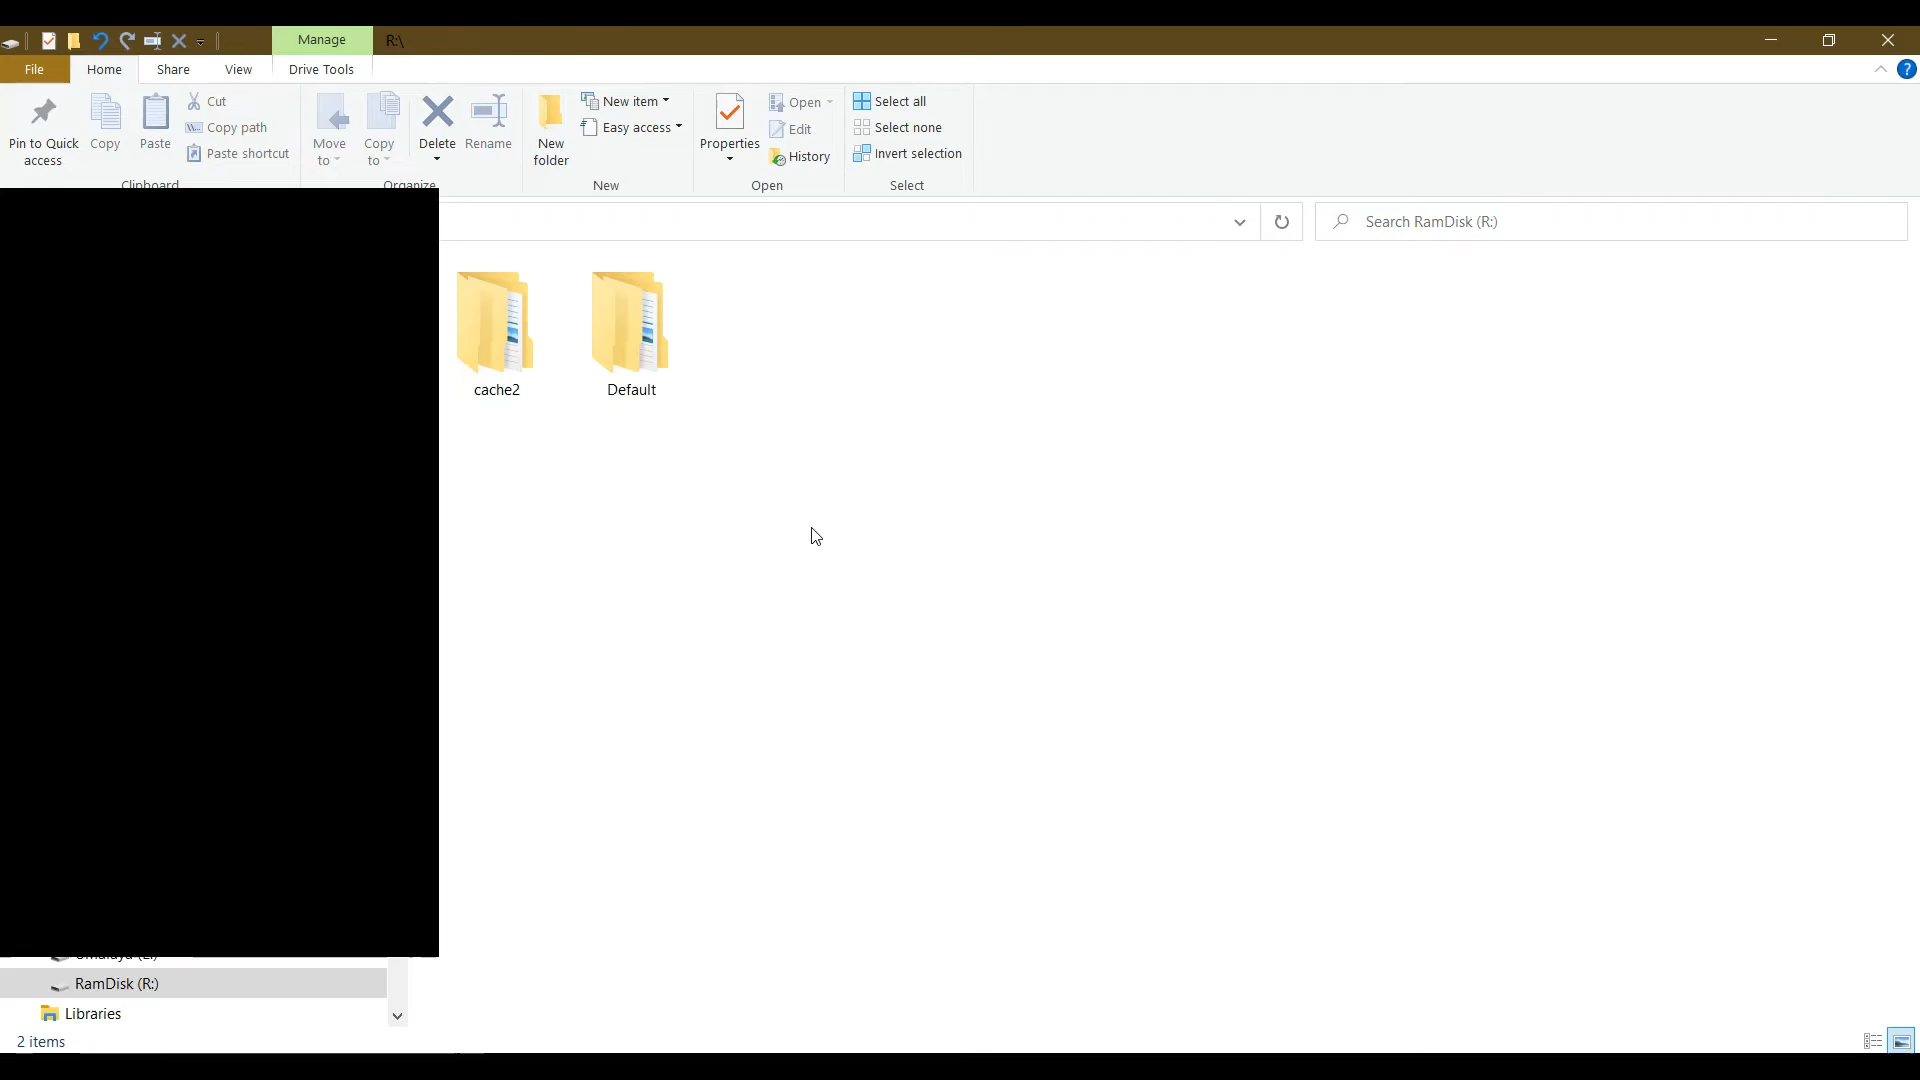 Manage R:\
File Home Share View Drive Tools
Pin to Quick access
Copy
Paste
Cut
Copy path
Paste shortcut
Clipboard
Move to
Copy to
Delete
Rename
Organize
New folder
New item
Easy access
New
Properties
Open
Edit
History
Open
Select all
Select none
Invert selection
Select
Search RamDisk (R:)
cache2
Default
RamDisk (R:)
Libraries
2 items